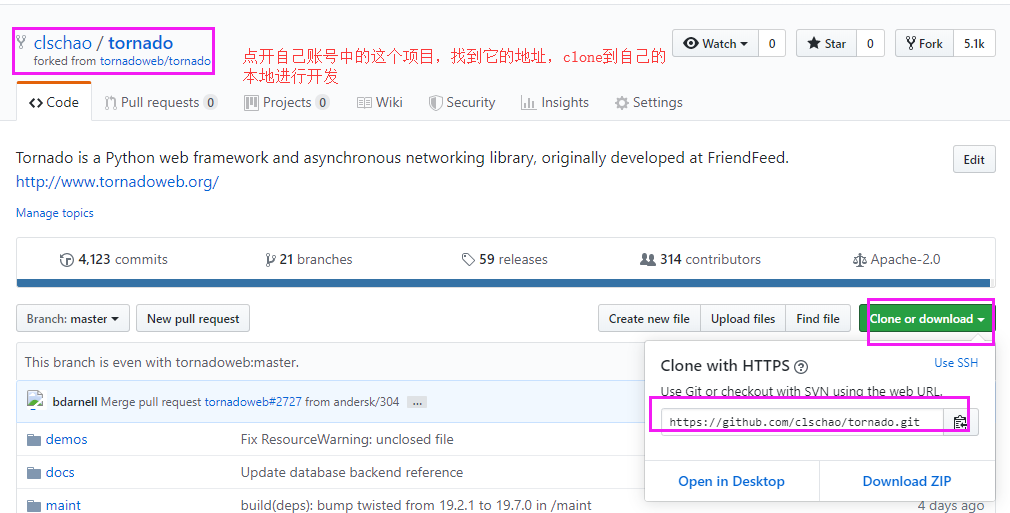 clschao / tornado
forked from tornadoweb/tornado
点开自己账号中的这个项目，找到它的地址，clone到自己的
本地进行开发
Watch 0 Star 0 Fork 5.1k
Code Pull requests 0 Projects 0 Wiki Security Insights Settings
Tornado is a Python web framework and asynchronous networking library, originally developed at FriendFeed.
http://www.tornadoweb.org/
Edit
Manage topics
4,123 commits 21 branches 59 releases 314 contributors Apache-2.0
Branch: master New pull request Create new file Upload files Find file Clone or download
This branch is even with tornadoweb:master.
bdarnell Merge pull request tornadoweb#2727 from andersk/304 ...
demos Fix ResourceWarning: unclosed file
docs Update database backend reference
maint build(deps): bump twisted from 19.2.1 to 19.7.0 in /maint 4 days ago
Clone with HTTPS Use SSH
Use Git or checkout with SVN using the web URL.
https://github.com/clschao/tornado.git
Open in Desktop Download ZIP